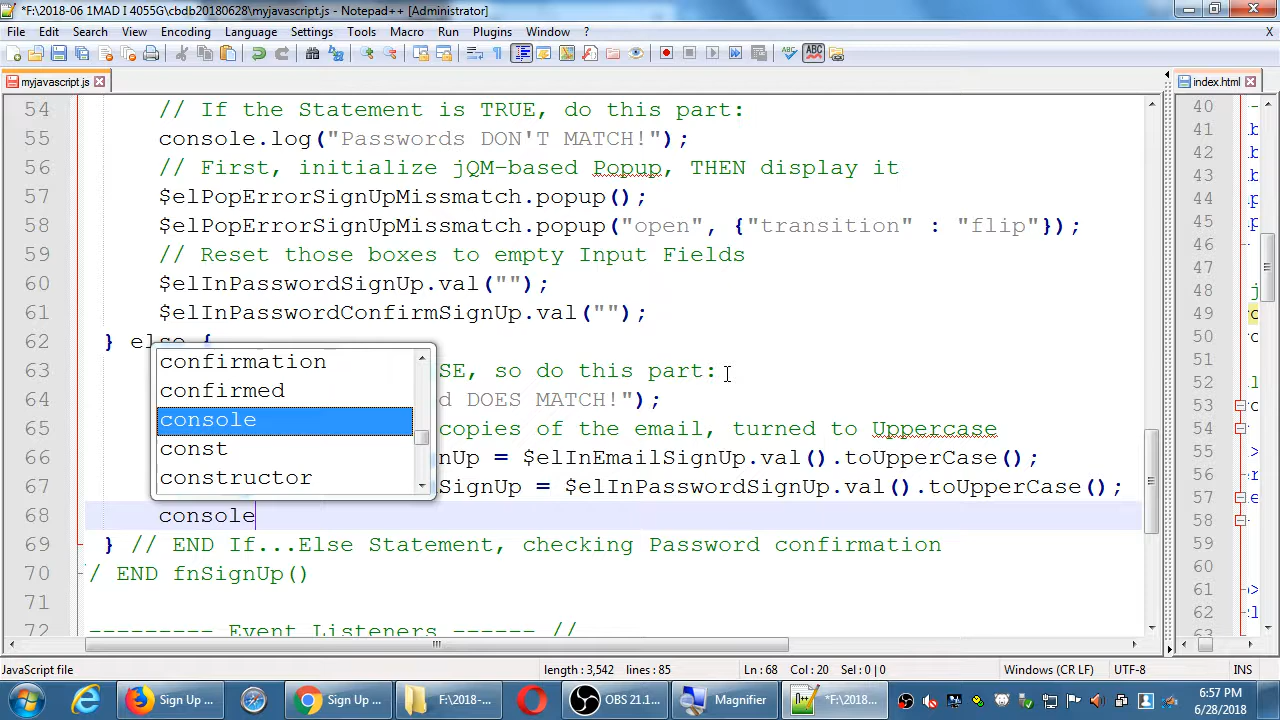 *F:\2018-06 1MAD I 4055G\cbdb20180628\myjavascript.js - Notepad++ [Administrator]
File Edit Search View Encoding Language Settings Tools Macro Run Plugins Window ? X
myjavascript.js
index.html
54 // If the Statement is TRUE, do this part:
55 console.log("Passwords DON'T MATCH!");
56 // First, initialize jQM-based Popup, THEN display it
57 $elPopErrorSignUpMissmatch.popup();
58 $elPopErrorSignUpMissmatch.popup("open", {"transition" : "flip"});
59 // Reset those boxes to empty Input Fields
60 $elInPasswordSignUp.val("");
61 $elInPasswordConfirmSignUp.val("");
62 } else {
63 SE, so do this part:
64 d DOES MATCH!");
65 copies of the email, turned to Uppercase
66 nUp = $elInEmailSignUp.val().toUpperCase();
67 SignUp = $elInPasswordSignUp.val().toUpperCase();
68 console
69 } // END If...Else Statement, checking Password confirmation
70 / END fnSignUp()
71
72 --------- Event Listeners ------ //
confirmation
confirmed
console
const
constructor
40
41
42
43
44
45
46
47
48
49
50
51
52
53
54
55
56
57
58
59
60
61
62
63
JavaScript file length : 3,542 lines : 85 Ln : 68 Col : 20 Sel : 0 | 0 Windows (CR LF) UTF-8 INS
Sign Up ... Sign Up ... F:\2018-... OBS 21.1... Magnifier *F:\2018... 6:57 PM
6/28/2018